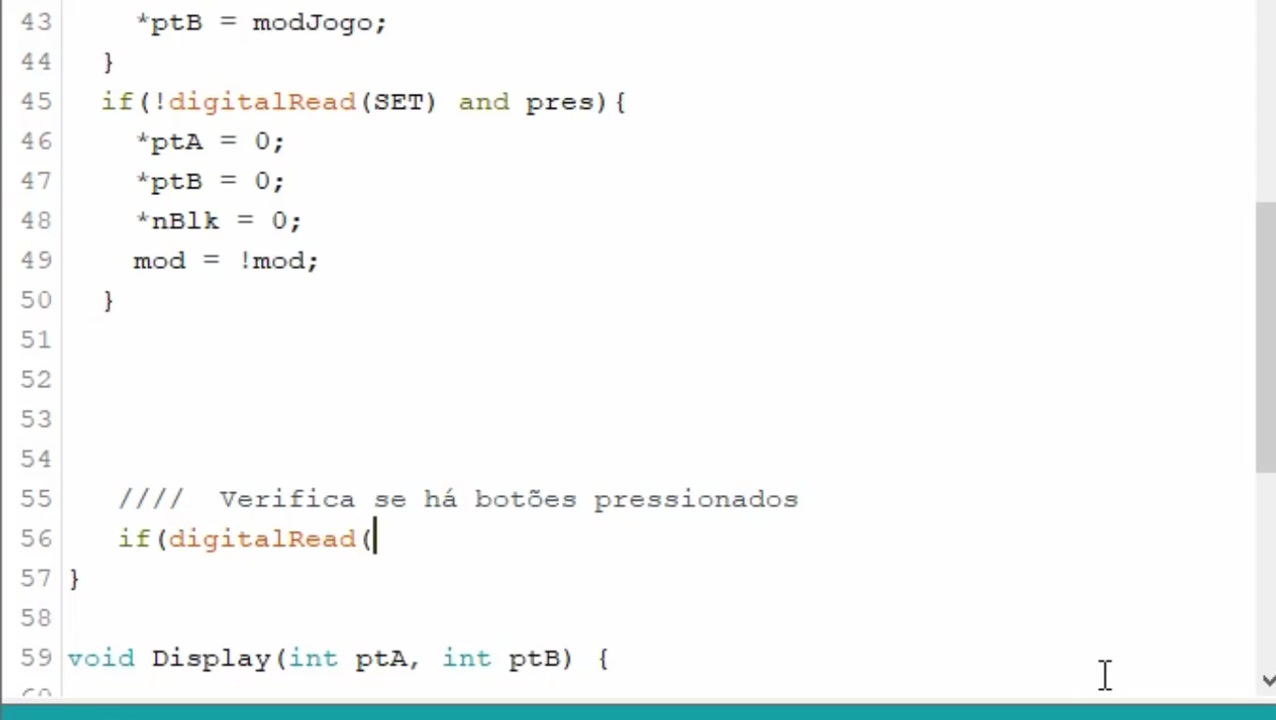 43 *ptB = modJogo;
44 }
45 if(!digitalRead(SET) and pres){
46 *ptA = 0;
47 *ptB = 0;
48 *nBlk = 0;
49 mod = !mod;
50 }
51
52
53
54
55 //// Verifica se há botões pressionados
56 if(digitalRead(
57 }
58
59 void Display(int ptA, int ptB) {